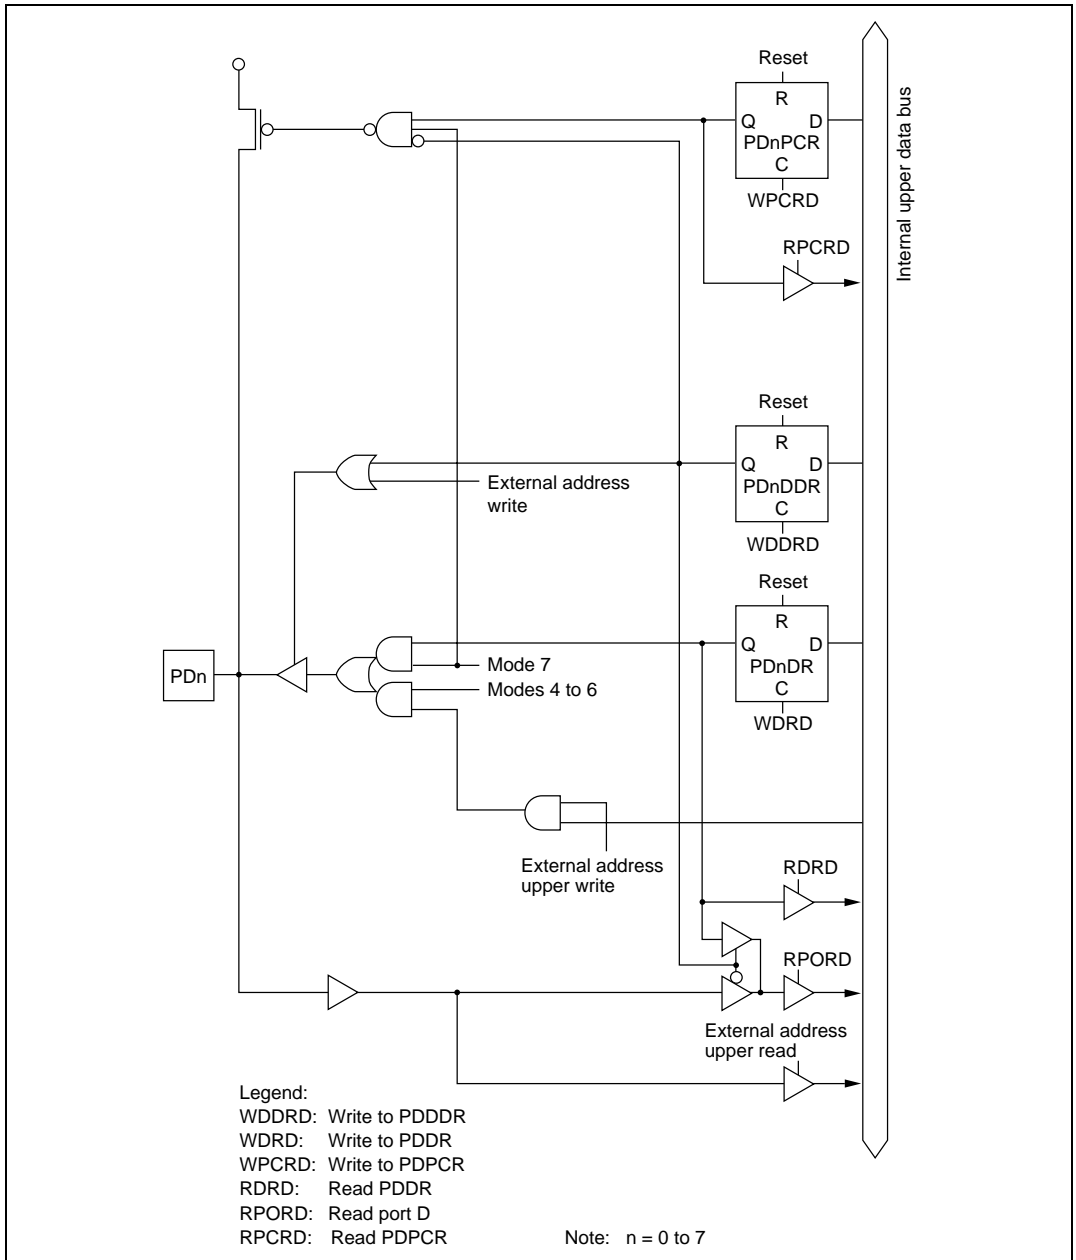 Reset
R
Q D
PDnPCR
C
WPCRD
Internal upper data bus
RPCRD
Reset
R
Q D
PDnDDR
C
WDDRD
External address
write
Reset
R
Q D
PDnDR
C
WDRD
PDn
Mode 7
Modes 4 to 6
External address
upper write
RDRD
RPORD
External address
upper read
Legend:
WDDRD: Write to PDDDR
WDRD: Write to PDDR
WPCRD: Write to PDPCR
RDRD: Read PDDR
RPORD: Read port D
RPCRD: Read PDPCR
Note: n = 0 to 7